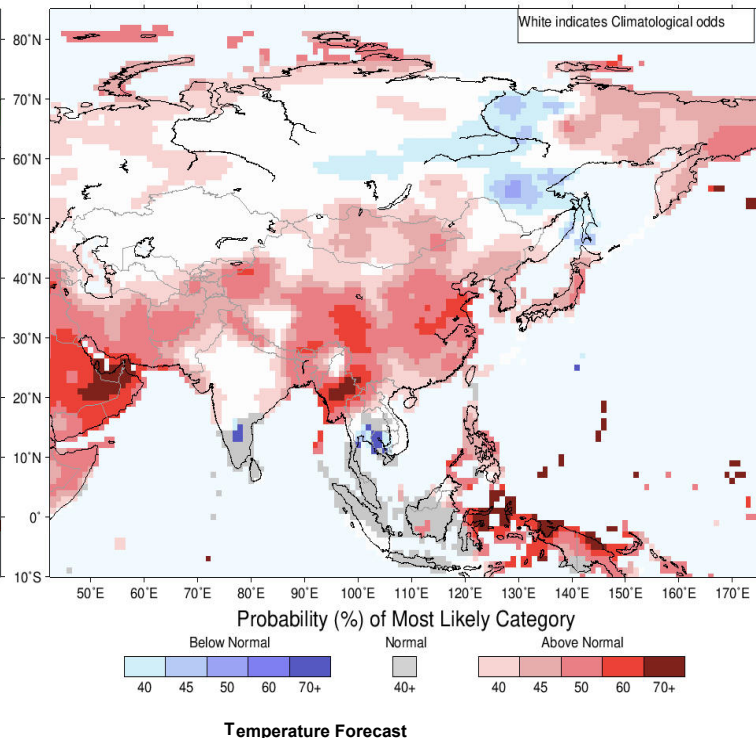 White indicates Climatological odds
80°N
70°N
60°N
50°N
40°N
30°N
20°N
10°N
0°
10°S
50°E 60°E 70°E 80°E 90°E 100°E 110°E 120°E 130°E 140°E 150°E 160°E 170°E
Probability (%) of Most Likely Category
Below Normal Normal Above Normal
40 45 50 60 70+ 40+ 40 45 50 60 70+
Temperature Forecast